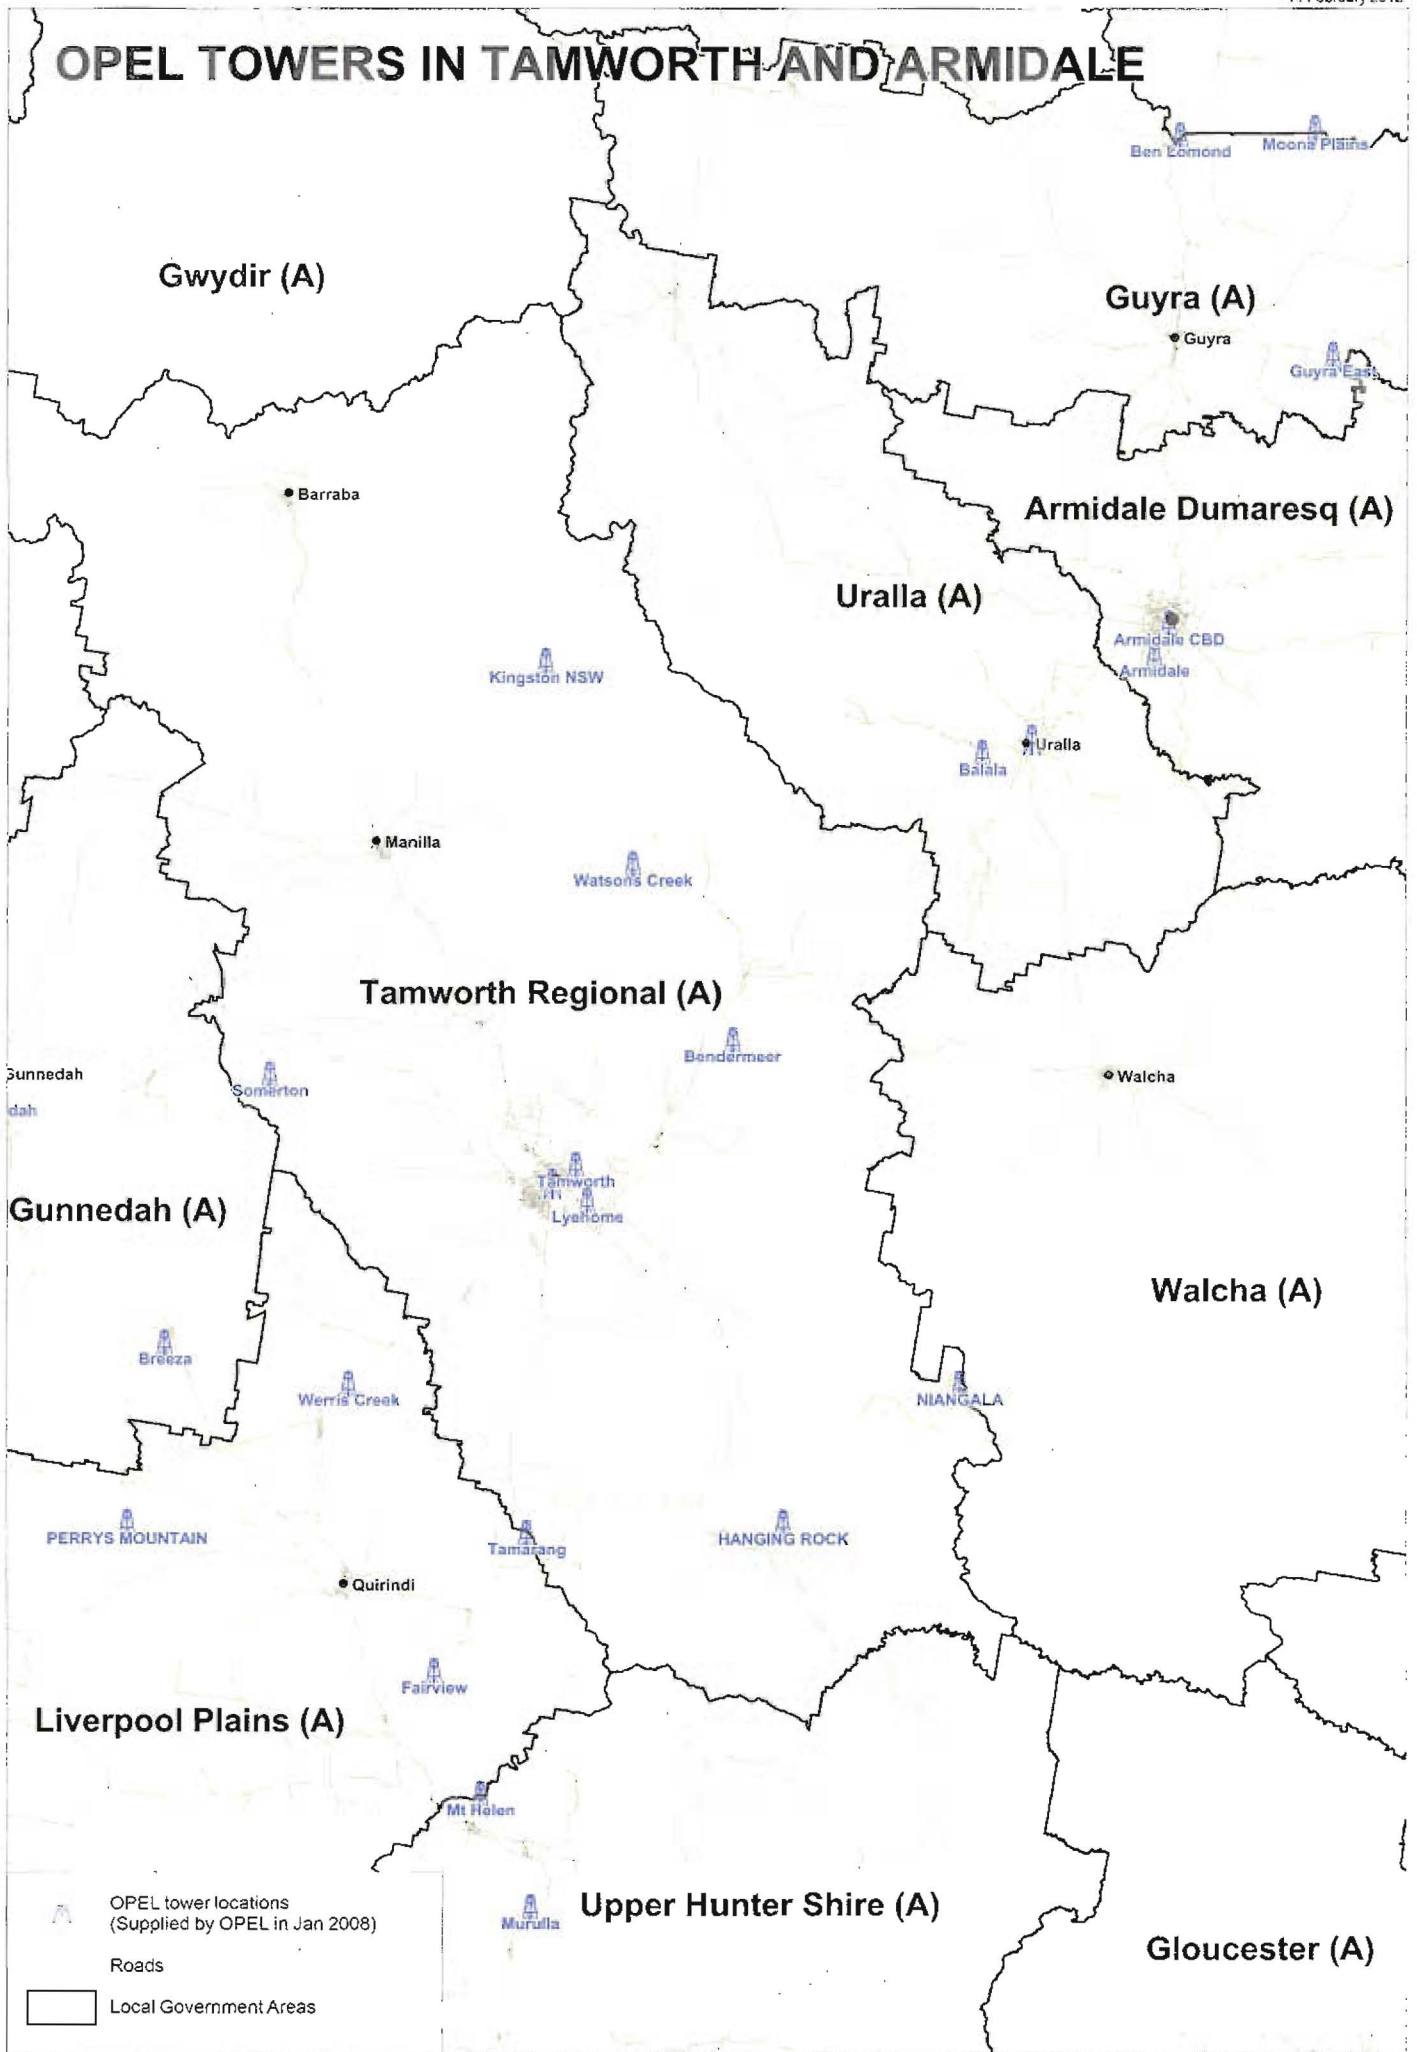 OPEL TOWERS IN TAMWORTH AND ARMIDALE
Ben Lomond
Moona Plains
Gwydir (A)
Guyra (A)
Guyra
Guyra East
Barraba
Armidale Dumaresq (A)
Uralla (A)
Armidale CBD
Armidale
Kingston NSW
Uralla
Balala
Manilla
Watsons Creek
Tamworth Regional (A)
Bendermeer
Sunnedah
Somerton
Walcha
dah
Tamworth
Gunnedah (A)
Lyehome
Walcha (A)
Breeza
Werris Creek
NIANGALA
PERRYS MOUNTAIN
HANGING ROCK
Tamarang
Quirindi
Fairview
Liverpool Plains (A)
Mt Helen
OPEL tower locations
(Supplied by OPEL in Jan 2008)
Upper Hunter Shire (A)
Murulla
Gloucester (A)
Roads
Local Government Areas